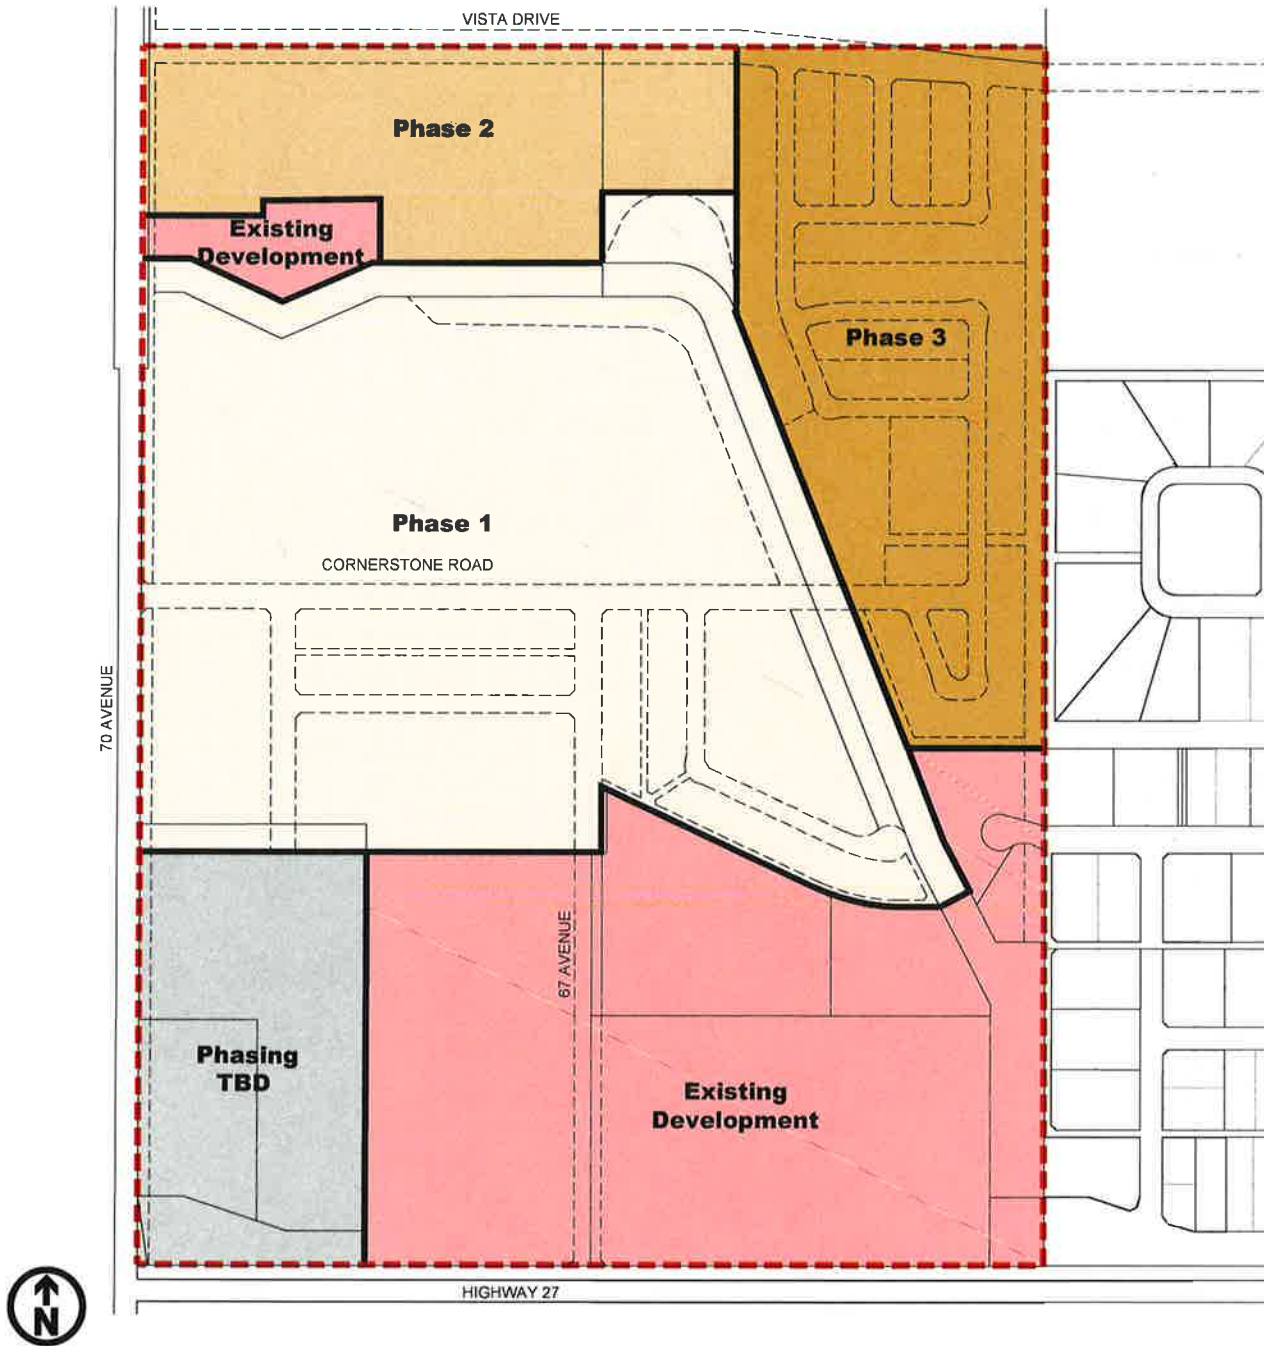 VISTA DRIVE
Phase 2
Existing
Development
Phase 3
Phase 1
CORNERSTONE ROAD
70 AVENUE
67 AVENUE
Phasing
TBD
Existing
Development
HIGHWAY 27
N